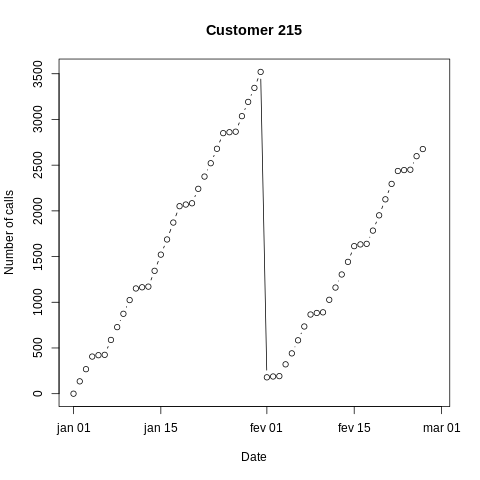 Customer 215
Number of calls
3500
3000
2500
2000
1500
1000
500
0
jan 01
jan 15
fev 01
fev 15
mar 01
Date